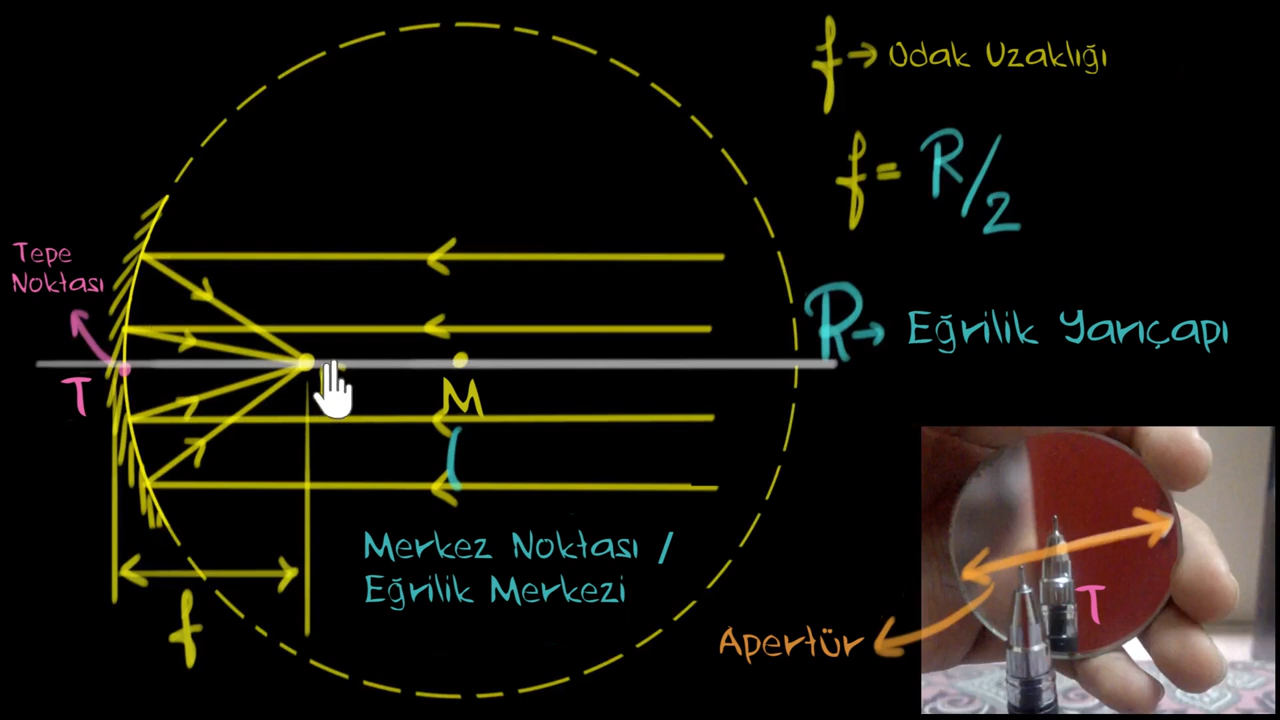 f → Odak Uzaklığı
f = R/2
Tepe
Noktası
R → Eğrilik Yarıçapı
T
M
Merkez Noktası /
Eğrilik Merkezi
f
T
Apertür